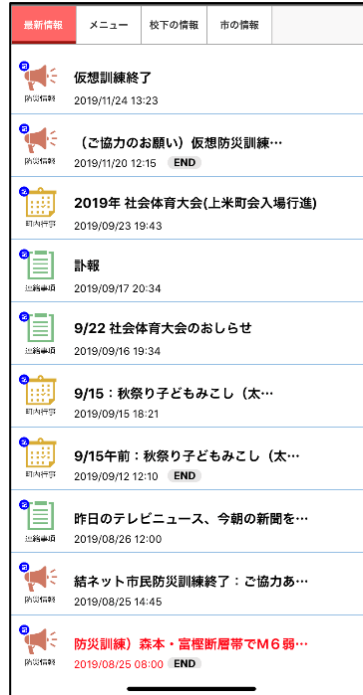 最新情報 メニュー 校下の情報 市の情報
仮想訓練終了
防災情報 2019/11/24 13:23
(ご協力のお願い)仮想防災訓練…
防災情報 2019/11/20 12:15 END
2019年 社会体育大会(上米町会入場行進)
町内行事 2019/09/23 19:43
訃報
連絡事項 2019/09/17 20:34
9/22 社会体育大会のおしらせ
連絡事項 2019/09/16 19:34
9/15：秋祭り子どもみこし（太…
町内行事 2019/09/15 18:21
9/15午前：秋祭り子どもみこし（太…
町内行事 2019/09/12 12:10 END
昨日のテレビニュース、今朝の新聞を…
連絡事項 2019/08/26 12:00
結ネット市民防災訓練終了：ご協力あ…
防災情報 2019/08/25 14:45
防災訓練）森本・富樫断層帯でM６弱…
防災情報 2019/08/25 08:00 END